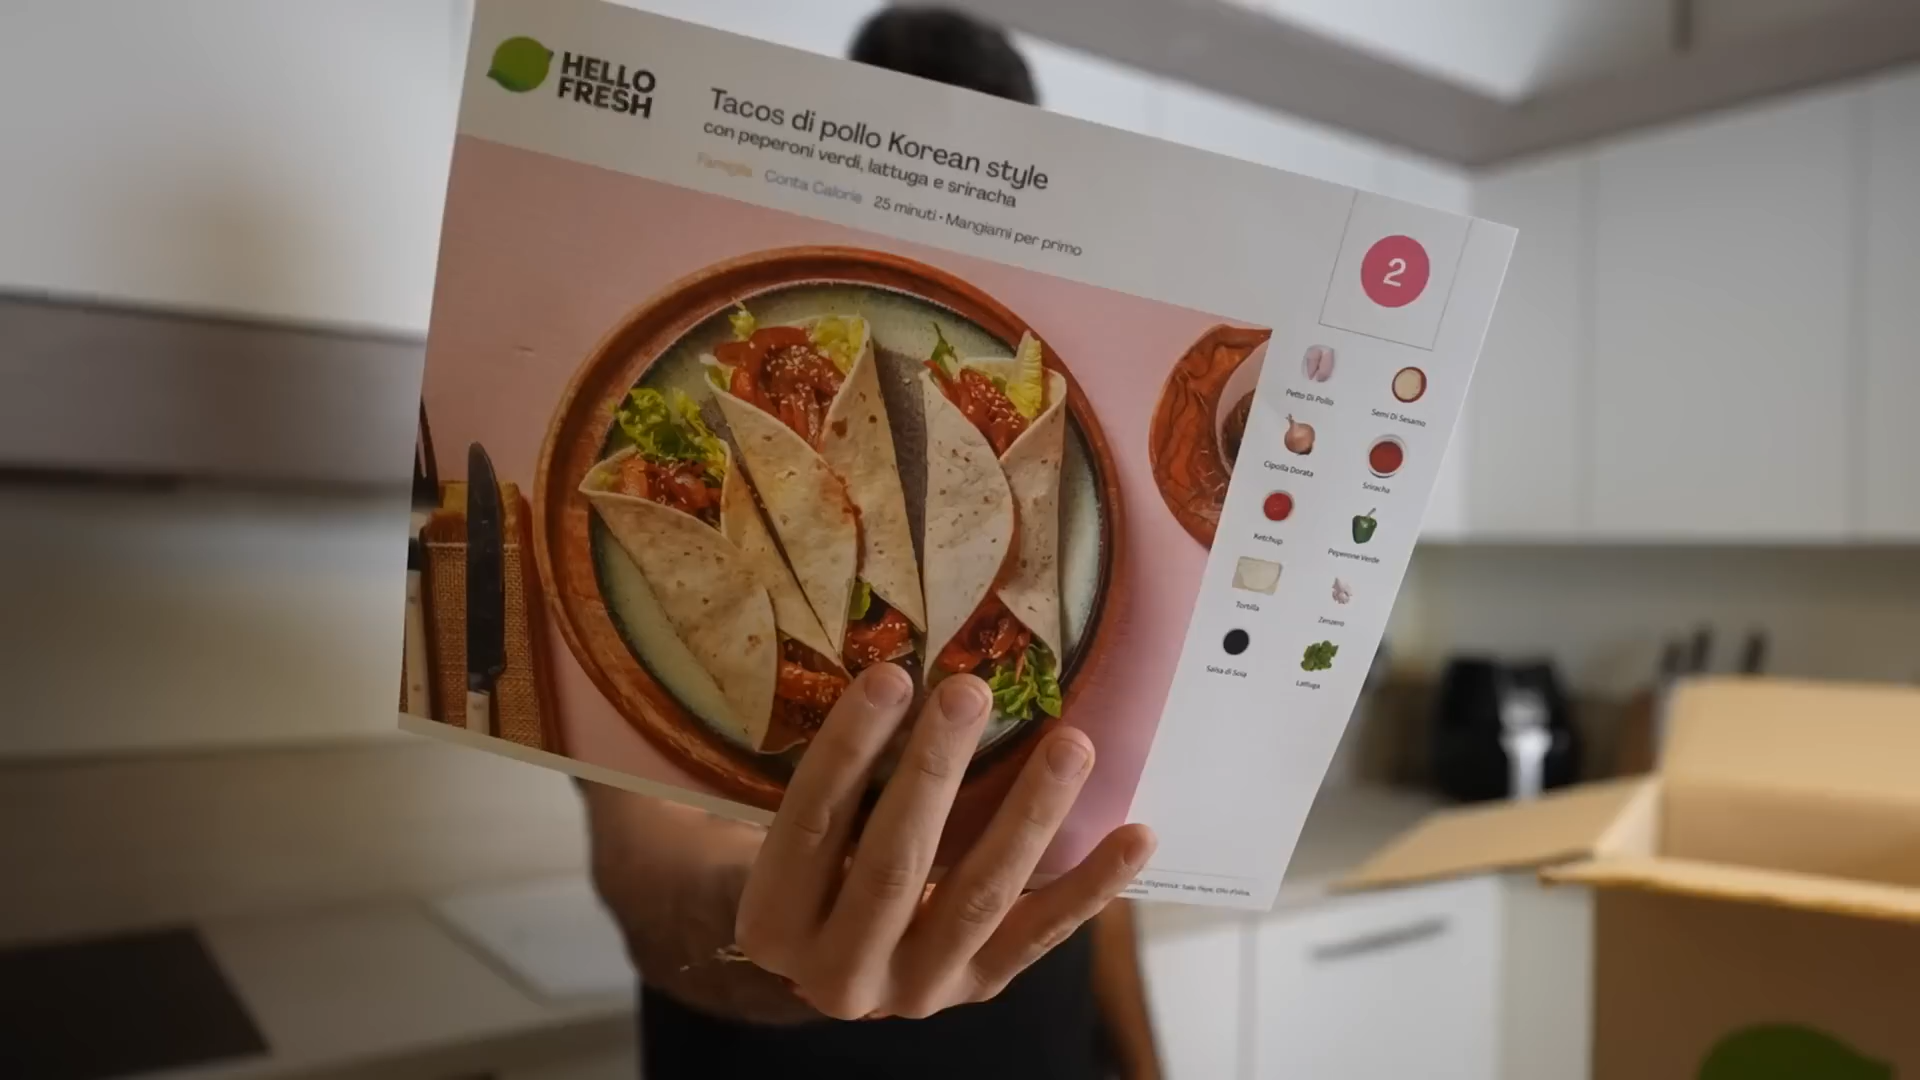 HELLO
FRESH
Tacos di pollo Korean style
con peperoni verdi, lattuga e sriracha
Famiglia Conta Calorie 25 minuti • Mangiami per primo
2
Petto Di Pollo
Semi Di Sesamo
Cipolla Dorata
Sriracha
Ketchup
Peperone Verde
Tortilla
Zenzero
Salsa di Soia
Lattuga